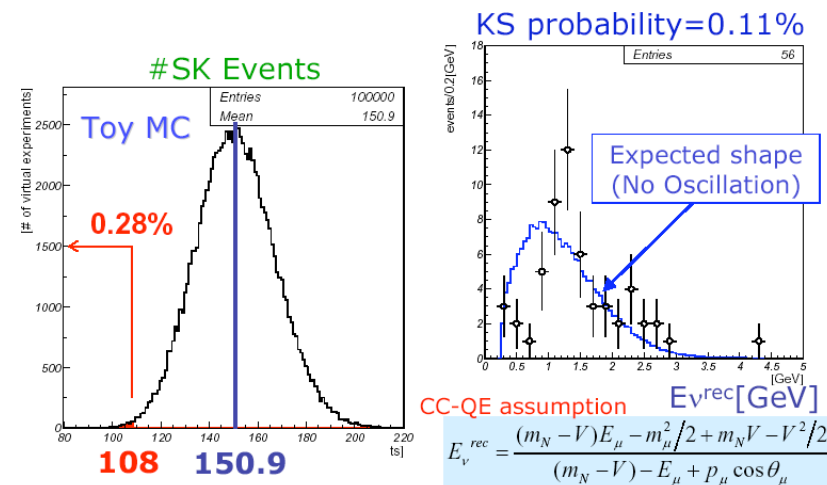 #SK Events
Entries 100000
Mean 150.9
Toy MC
0.28%
[# of virtual experiments]
2500
2000
1500
1000
500
0
80 100 120 140 160 180 200 220
ts]
108 150.9
KS probability=0.11%
Entries 56
events/0.2[GeV]
18
16
14
12
10
8
6
4
2
0
Expected shape
(No Oscillation)
0 0.5 1 1.5 2 2.5 3 3.5 4 4.5 5
[GeV]
Eν^rec[GeV]
CC-QE assumption
E_ν^rec = ((m_N − V)E_μ − m_μ^2/2 + m_N V − V^2/2) / ((m_N − V) − E_μ + p_μ cos θ_μ)